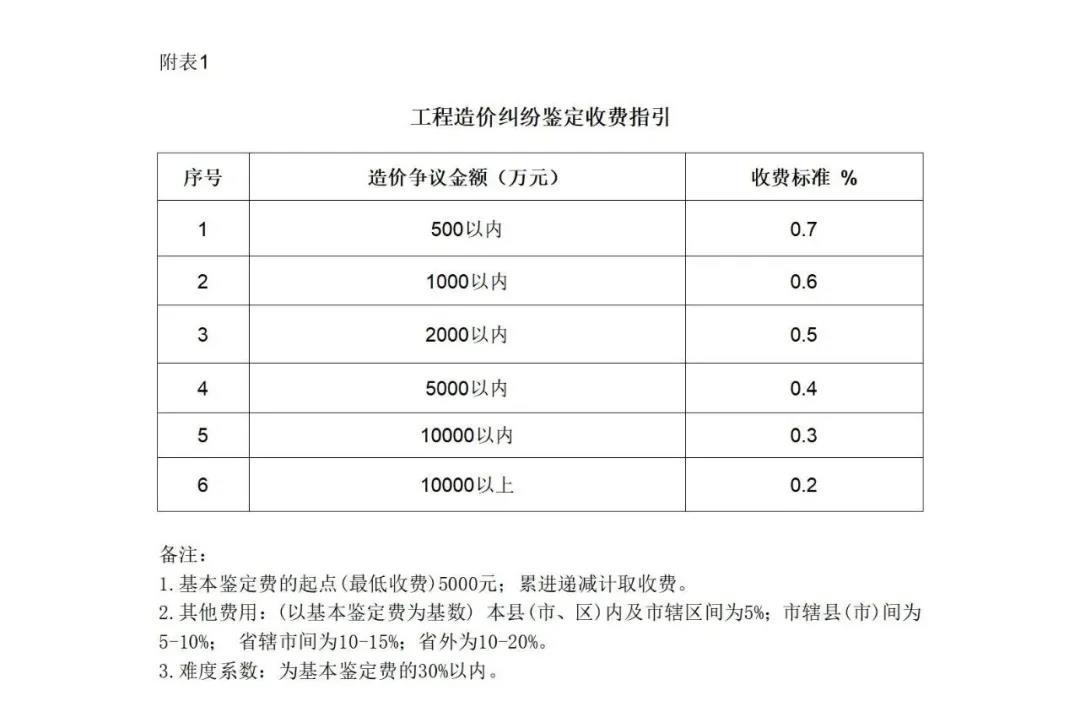 附表1
工程造价纠纷鉴定收费指引
序号 造价争议金额（万元） 收费标准 %
1 500以内 0.7
2 1000以内 0.6
3 2000以内 0.5
4 5000以内 0.4
5 10000以内 0.3
6 10000以上 0.2
备注：
1.基本鉴定费的起点(最低收费)5000元；累进递减计取收费。
2.其他费用：(以基本鉴定费为基数) 本县(市、区)内及市辖区间为5%；市辖县(市)间为
5-10%； 省辖市间为10-15%；省外为10-20%。
3.难度系数：为基本鉴定费的30%以内。